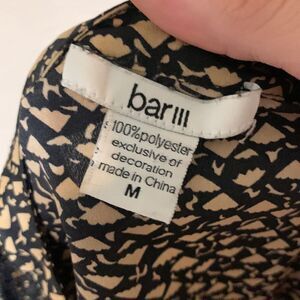 bar III
100%polyester
exclusive of
decoration
made in China
M